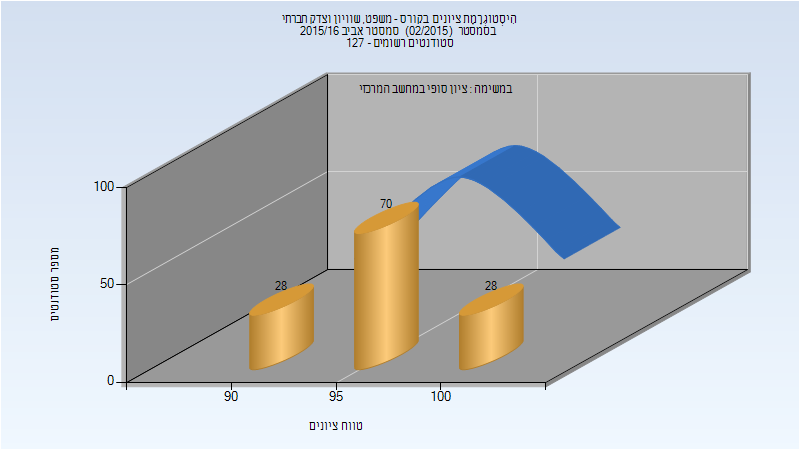 היסטוגרמת ציונים בקורס - משפט, שוויון וצדק חברתי
בסמסטר (02/2015) סמסטר אביב 2015/16
סטודנטים רשומים - 127
במשימה : ציון סופי במחשב המרכזי
100
50
0
מספר סטודנטים
28
70
28
90
95
100
טווח ציונים